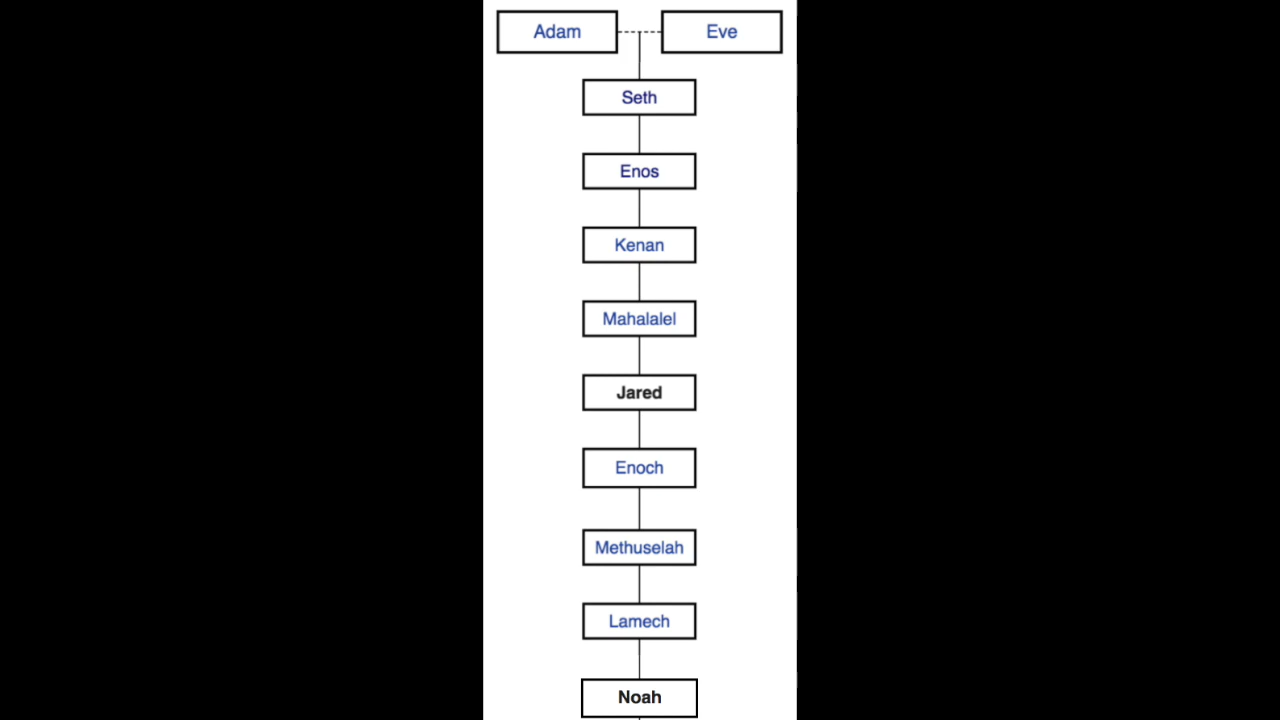 Adam Eve
Seth
Enos
Kenan
Mahalalel
Jared
Enoch
Methuselah
Lamech
Noah